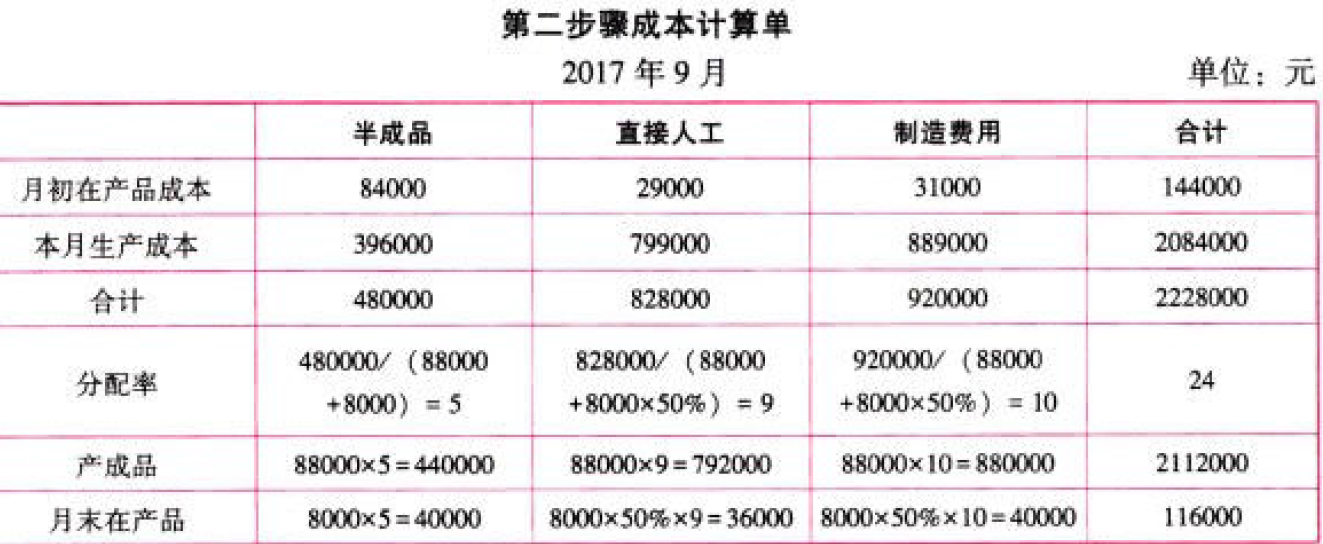 第二步骤成本计算单
2017 年 9 月 单位：元
半成品 直接人工 制造费用 合计
月初在产品成本 84000 29000 31000 144000
本月生产成本 396000 799000 889000 2084000
合计 480000 828000 920000 2228000
分配率 480000/（88000 +8000）= 5 828000/（88000 +8000×50%）= 9 920000/（88000 +8000×50%）= 10 24
产成品 88000×5=440000 88000×9=792000 88000×10=880000 2112000
月末在产品 8000×5=40000 8000×50%×9=36000 8000×50%×10=40000 116000